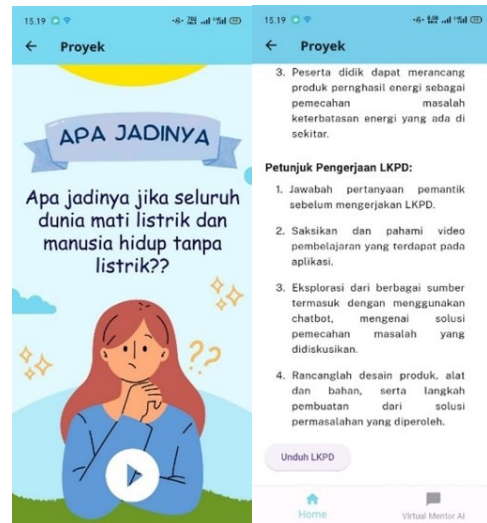 15.19
Proyek
APA JADINYA
Apa jadinya jika seluruh
dunia mati listrik dan
manusia hidup tanpa
listrik??
??
15.19
Proyek
3. Peserta didik dapat merancang
produk pernghasil energi sebagai
pemecahan masalah
keterbatasan energi yang ada di
sekitar.
Petunjuk Pengerjaan LKPD:
1. Jawabah pertanyaan pemantik
sebelum mengerjakan LKPD.
2. Saksikan dan pahami video
pembelajaran yang terdapat pada
aplikasi.
3. Eksplorasi dari berbagai sumber
termasuk dengan menggunakan
chatbot, mengenai solusi
pemecahan masalah yang
didiskusikan.
4. Rancanglah desain produk, alat
dan bahan, serta langkah
pembuatan dari solusi
permasalahan yang diperoleh.
Unduh LKPD
Home
Virtual Mentor AI